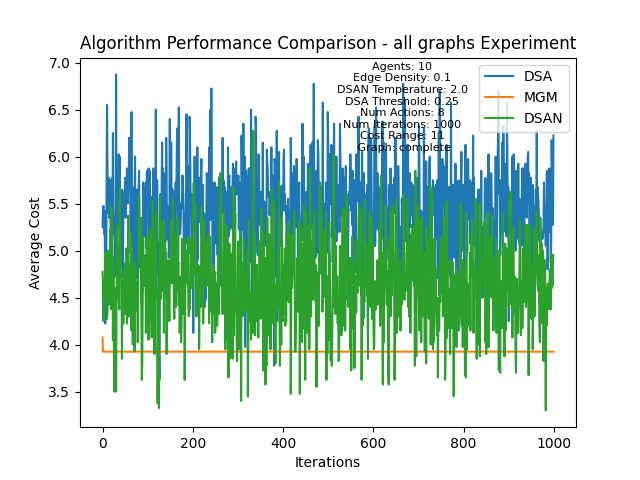 Algorithm Performance Comparison - all graphs Experiment
Agents: 10
Edge Density: 0.1
DSAN Temperature: 2.0
DSA Threshold: 0.25
Num Actions: 8
Num Iterations: 1000
Cost Range: 11
Graph: complete
DSA
MGM
DSAN
Average Cost
7.0
6.5
6.0
5.5
5.0
4.5
4.0
3.5
0
200
400
600
800
1000
Iterations